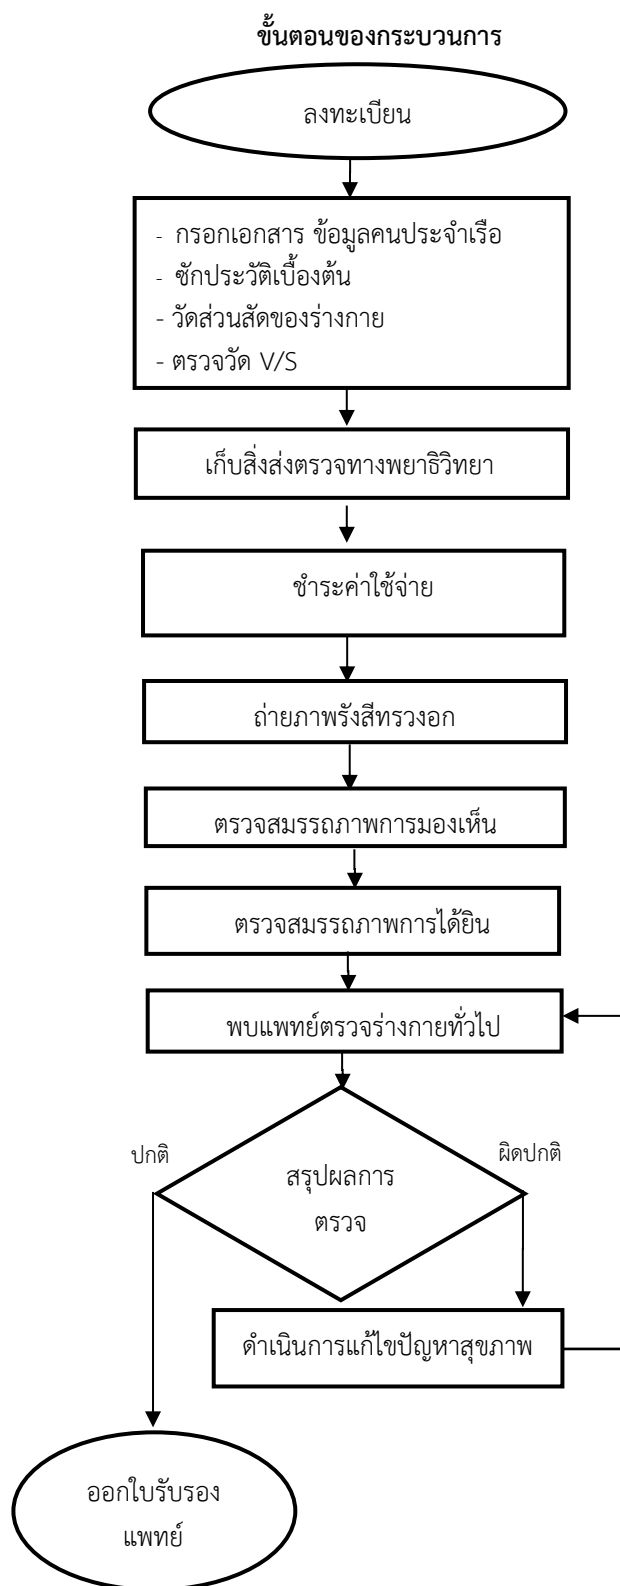 ขั้นตอนของกระบวนการ
ลงทะเบียน
- กรอกเอกสาร ข้อมูลคนประจำเรือ
- ซักประวัติเบื้องต้น
- วัดส่วนสัดของร่างกาย
- ตรวจวัด V/S
เก็บสิ่งส่งตรวจทางพยาธิวิทยา
ชำระค่าใช้จ่าย
ถ่ายภาพรังสีทรวงอก
ตรวจสมรรถภาพการมองเห็น
ตรวจสมรรถภาพการได้ยิน
พบแพทย์ตรวจร่างกายทั่วไป
ปกติ
ผิดปกติ
สรุปผลการ
ตรวจ
ดำเนินการแก้ไขปัญหาสุขภาพ
ออกใบรับรอง
แพทย์